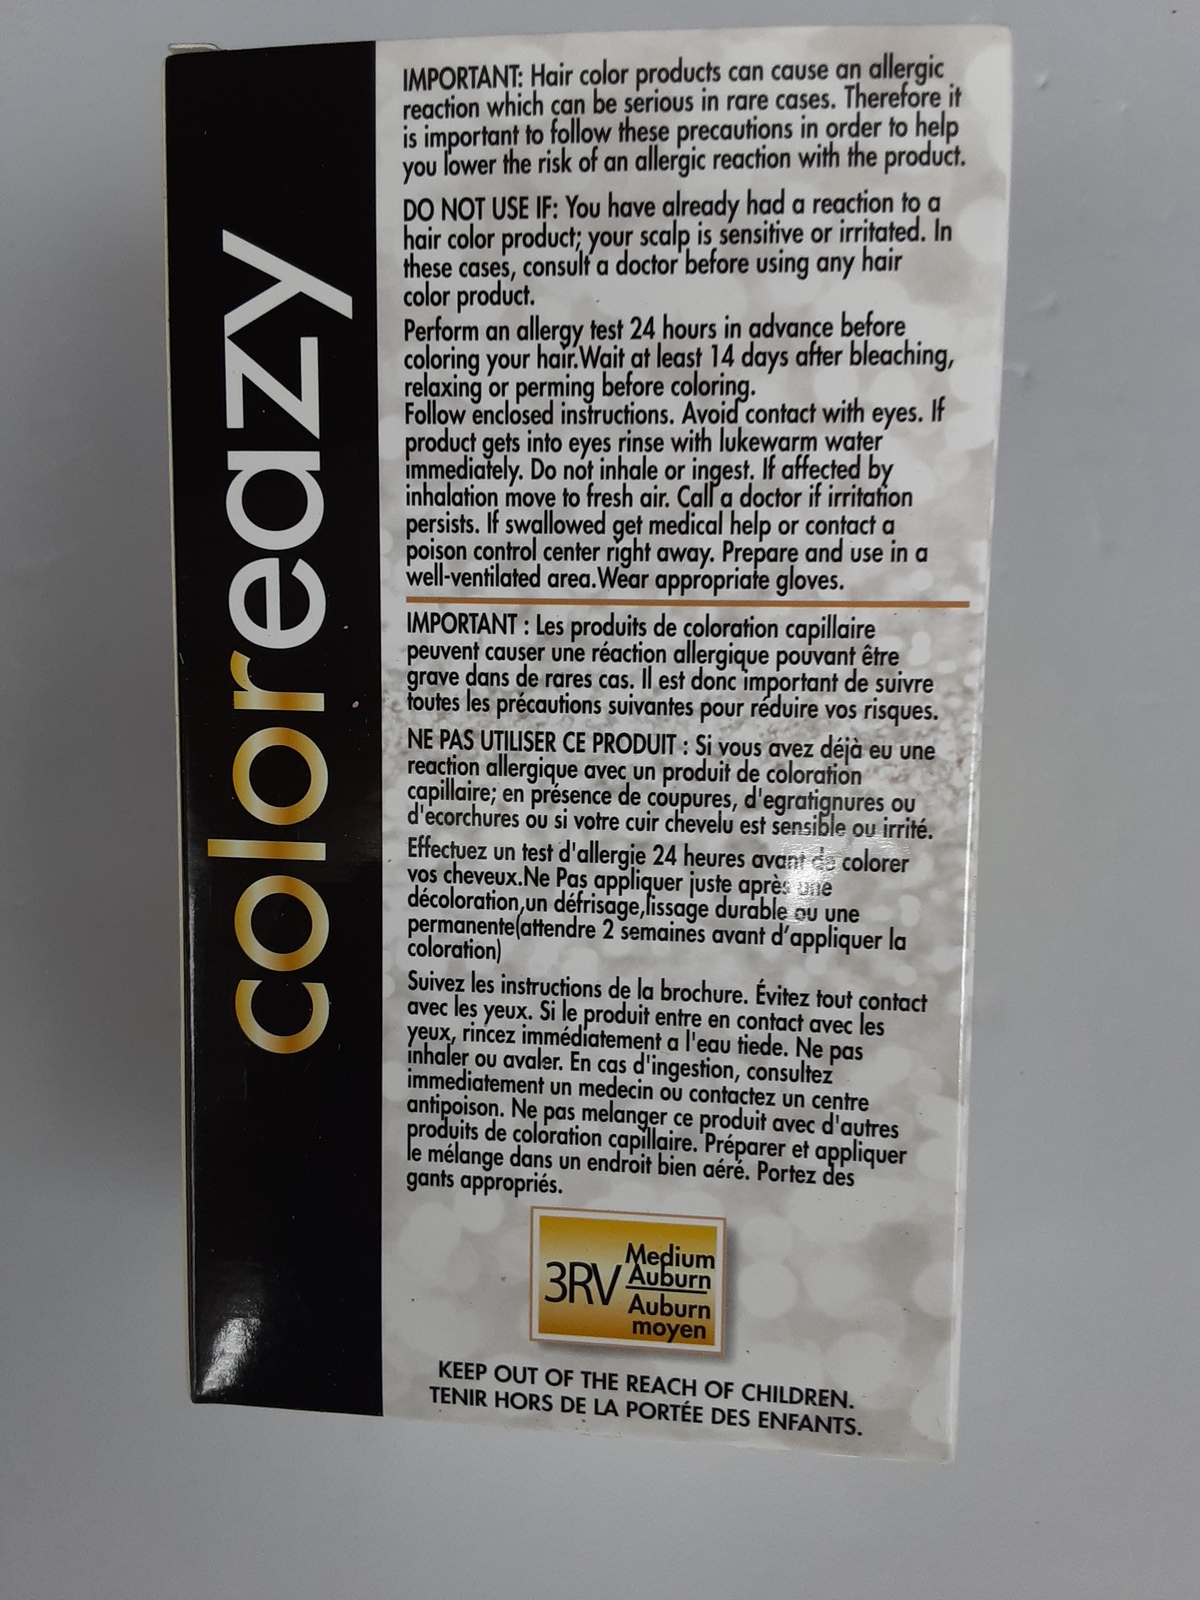 coloreazy
IMPORTANT: Hair color products can cause an allergic
reaction which can be serious in rare cases. Therefore it
is important to follow these precautions in order to help
you lower the risk of an allergic reaction with the product.
DO NOT USE IF: You have already had a reaction to a
hair color product; your scalp is sensitive or irritated. In
these cases, consult a doctor before using any hair
color product.
Perform an allergy test 24 hours in advance before
coloring your hair.Wait at least 14 days after bleaching,
relaxing or perming before coloring.
Follow enclosed instructions. Avoid contact with eyes. If
product gets into eyes rinse with lukewarm water
immediately. Do not inhale or ingest. If affected by
inhalation move to fresh air. Call a doctor if irritation
persists. If swallowed get medical help or contact a
poison control center right away. Prepare and use in a
well-ventilated area.Wear appropriate gloves.
IMPORTANT : Les produits de coloration capillaire
peuvent causer une réaction allergique pouvant être
grave dans de rares cas. Il est donc important de suivre
toutes les précautions suivantes pour réduire vos risques.
NE PAS UTILISER CE PRODUIT : Si vous avez déjà eu une
reaction allergique avec un produit de coloration
capillaire; en présence de coupures, d'egratignures ou
d'ecorchures ou si votre cuir chevelu est sensible ou irrité.
Effectuez un test d'allergie 24 heures avant de colorer
vos cheveux.Ne Pas appliquer juste après une
décoloration,un défrisage,lissage durable ou une
permanente(attendre 2 semaines avant d'appliquer la
coloration)
Suivez les instructions de la brochure. Évitez tout contact
avec les yeux. Si le produit entre en contact avec les
yeux, rincez immédiatement a l'eau tiede. Ne pas
inhaler ou avaler. En cas d'ingestion, consultez
immediatement un medecin ou contactez un centre
antipoison. Ne pas melanger ce produit avec d'autres
produits de coloration capillaire. Préparer et appliquer
le mélange dans un endroit bien aéré. Portez des
gants appropriés.
3RV
Medium
Auburn
Auburn
moyen
KEEP OUT OF THE REACH OF CHILDREN.
TENIR HORS DE LA PORTÉE DES ENFANTS.